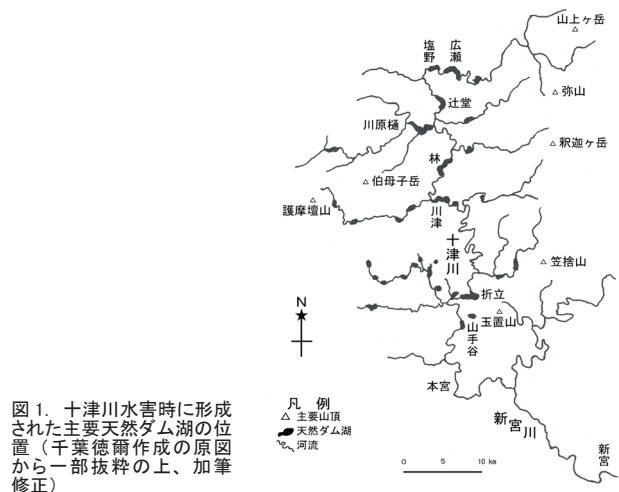 山上ヶ岳
塩野
広瀬
弥山
辻堂
川原樋
釈迦ヶ岳
林
伯母子岳
護摩壇山
川津
十津川
笠捨山
折立
玉置山
山手谷
N
本宮
凡 例
主要山頂
天然ダム湖
河流
新宮川
新宮
0 5 10 km
図1. 十津川水害時に形成
された主要天然ダム湖の位
置（千葉徳爾作成の原図
から一部抜粋の上、加筆
修正）